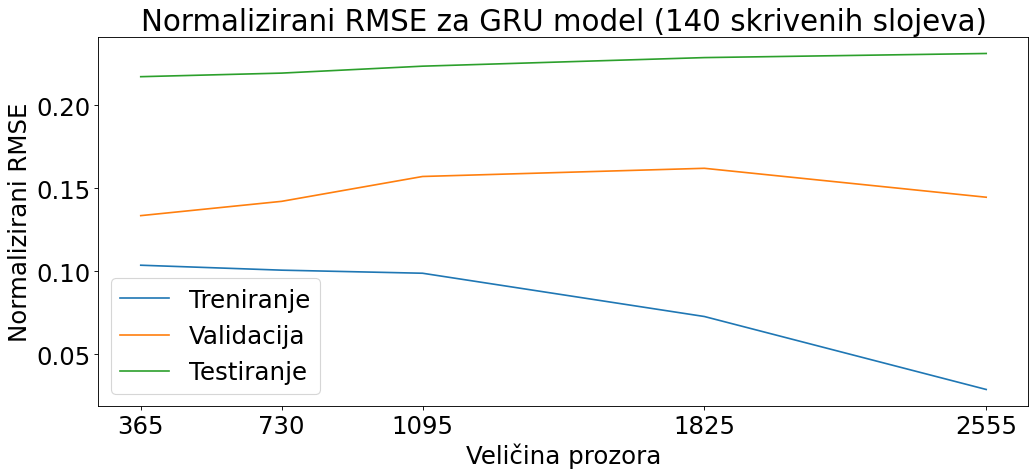 Normalizirani RMSE za GRU model (140 skrivenih slojeva)
Normalizirani RMSE
0.20
0.15
0.10
0.05
Treniranje
Validacija
Testiranje
365 730 1095 1825 2555
Veličina prozora